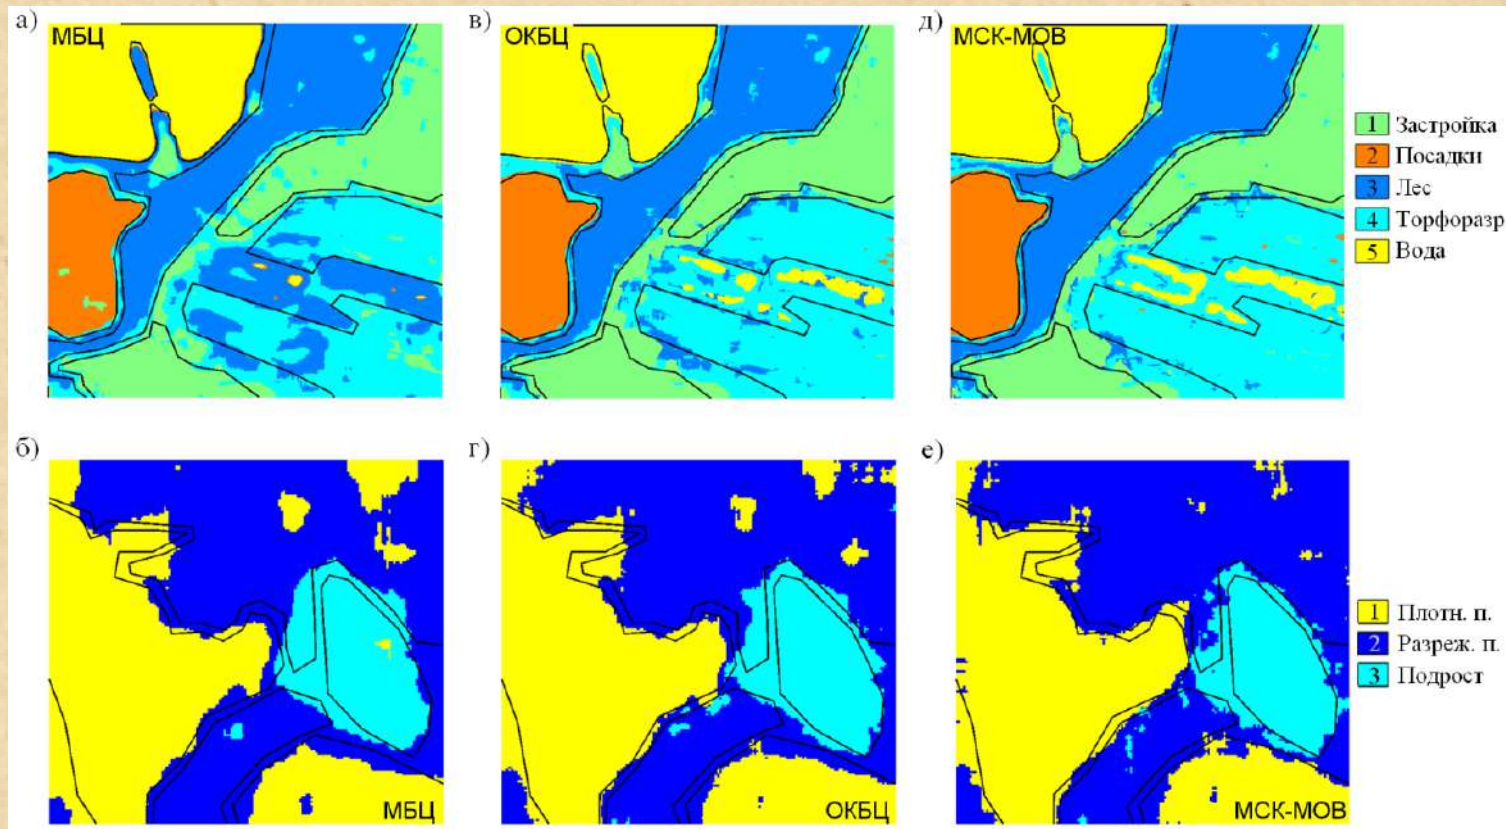 а)
МБЦ
в)
ОКБЦ
д)
МСК-МОВ
1 Застройка
2 Посадки
3 Лес
4 Торфоразр
5 Вода
б)
МБЦ
г)
ОКБЦ
е)
МСК-МОВ
1 Плотн. п.
2 Разреж. п.
3 Подрост